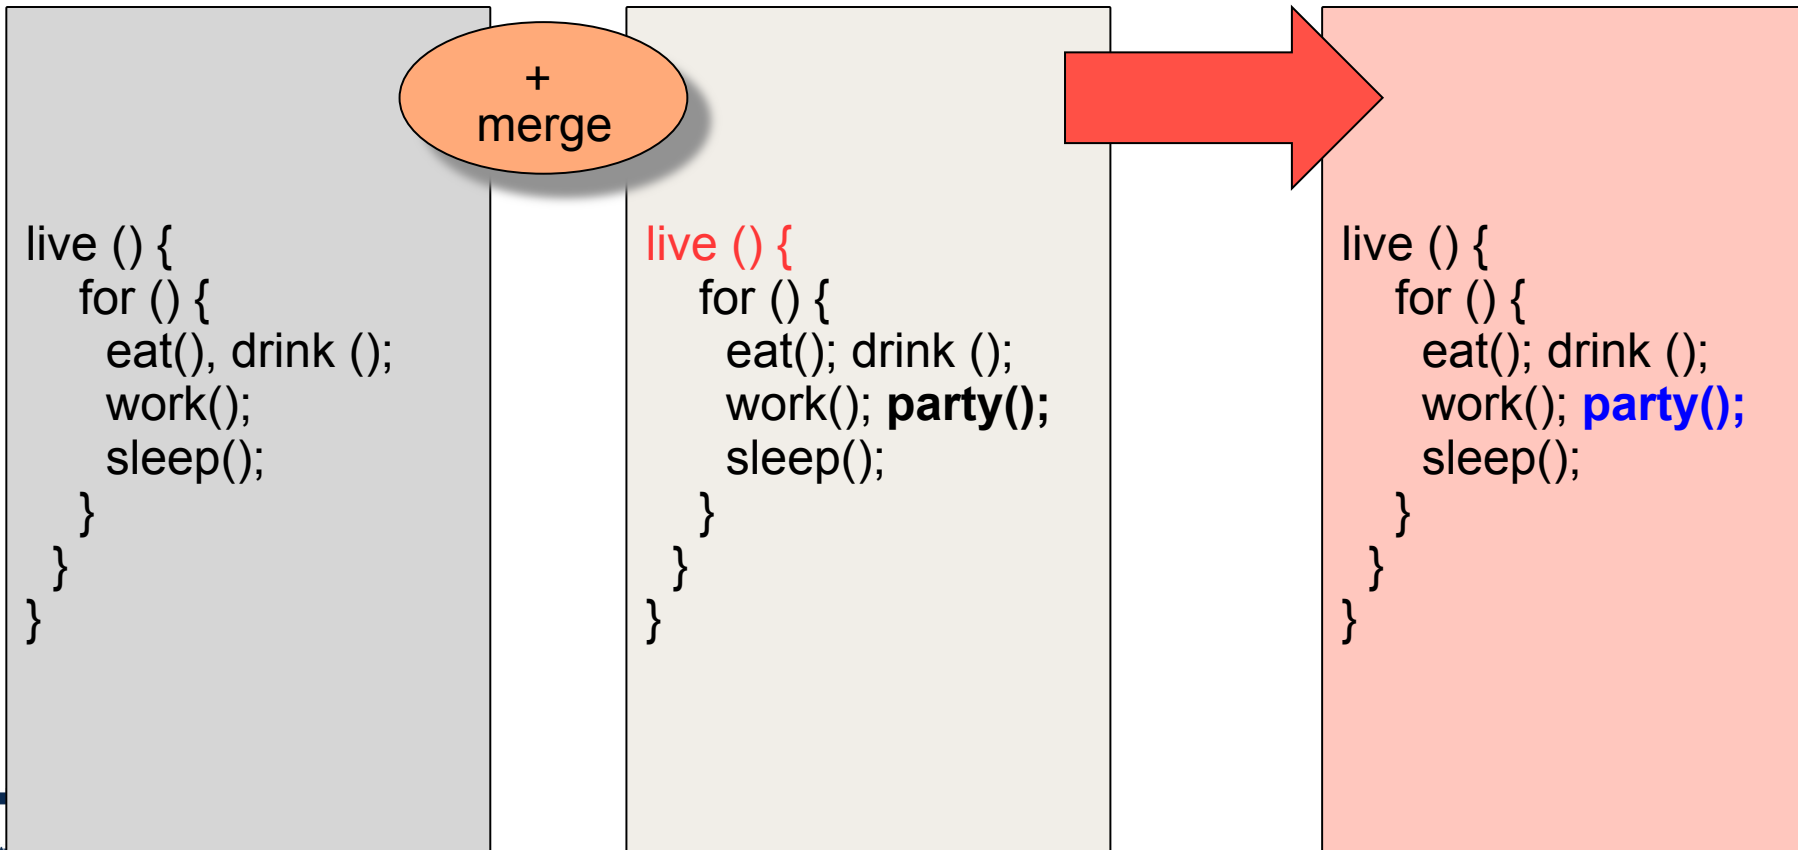 +
merge
live () {
for () {
eat(), drink ();
work();
sleep();
}
}
}
live () {
for () {
eat(); drink ();
work(); party();
sleep();
}
}
}
live () {
for () {
eat(); drink ();
work(); party();
sleep();
}
}
}